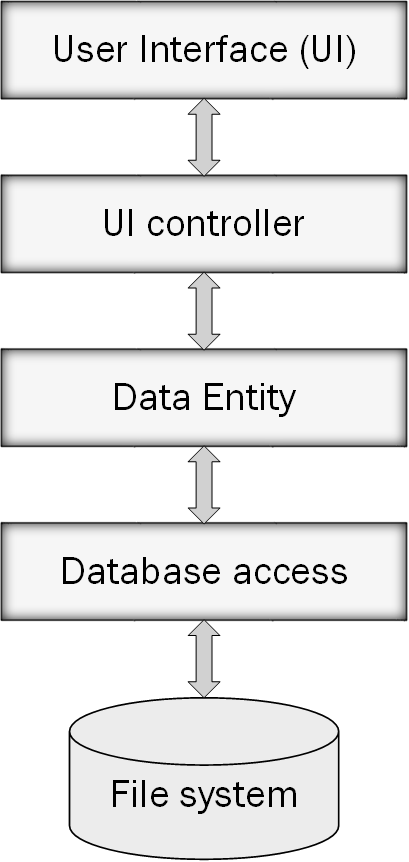 User Interface (UI)
UI controller
Data Entity
Database access
File system